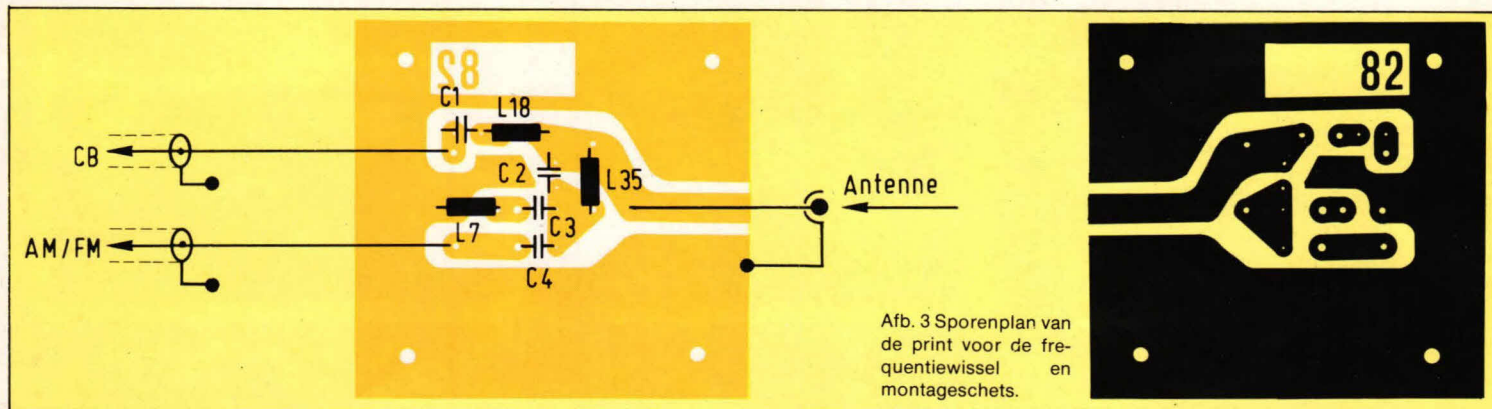 82
C1
L18
CB
C2
L35
Antenne
L7
C3
AM/FM
C4
82
Afb. 3 Sporenplan van
de print voor de fre-
quentiewissel en
montageschets.